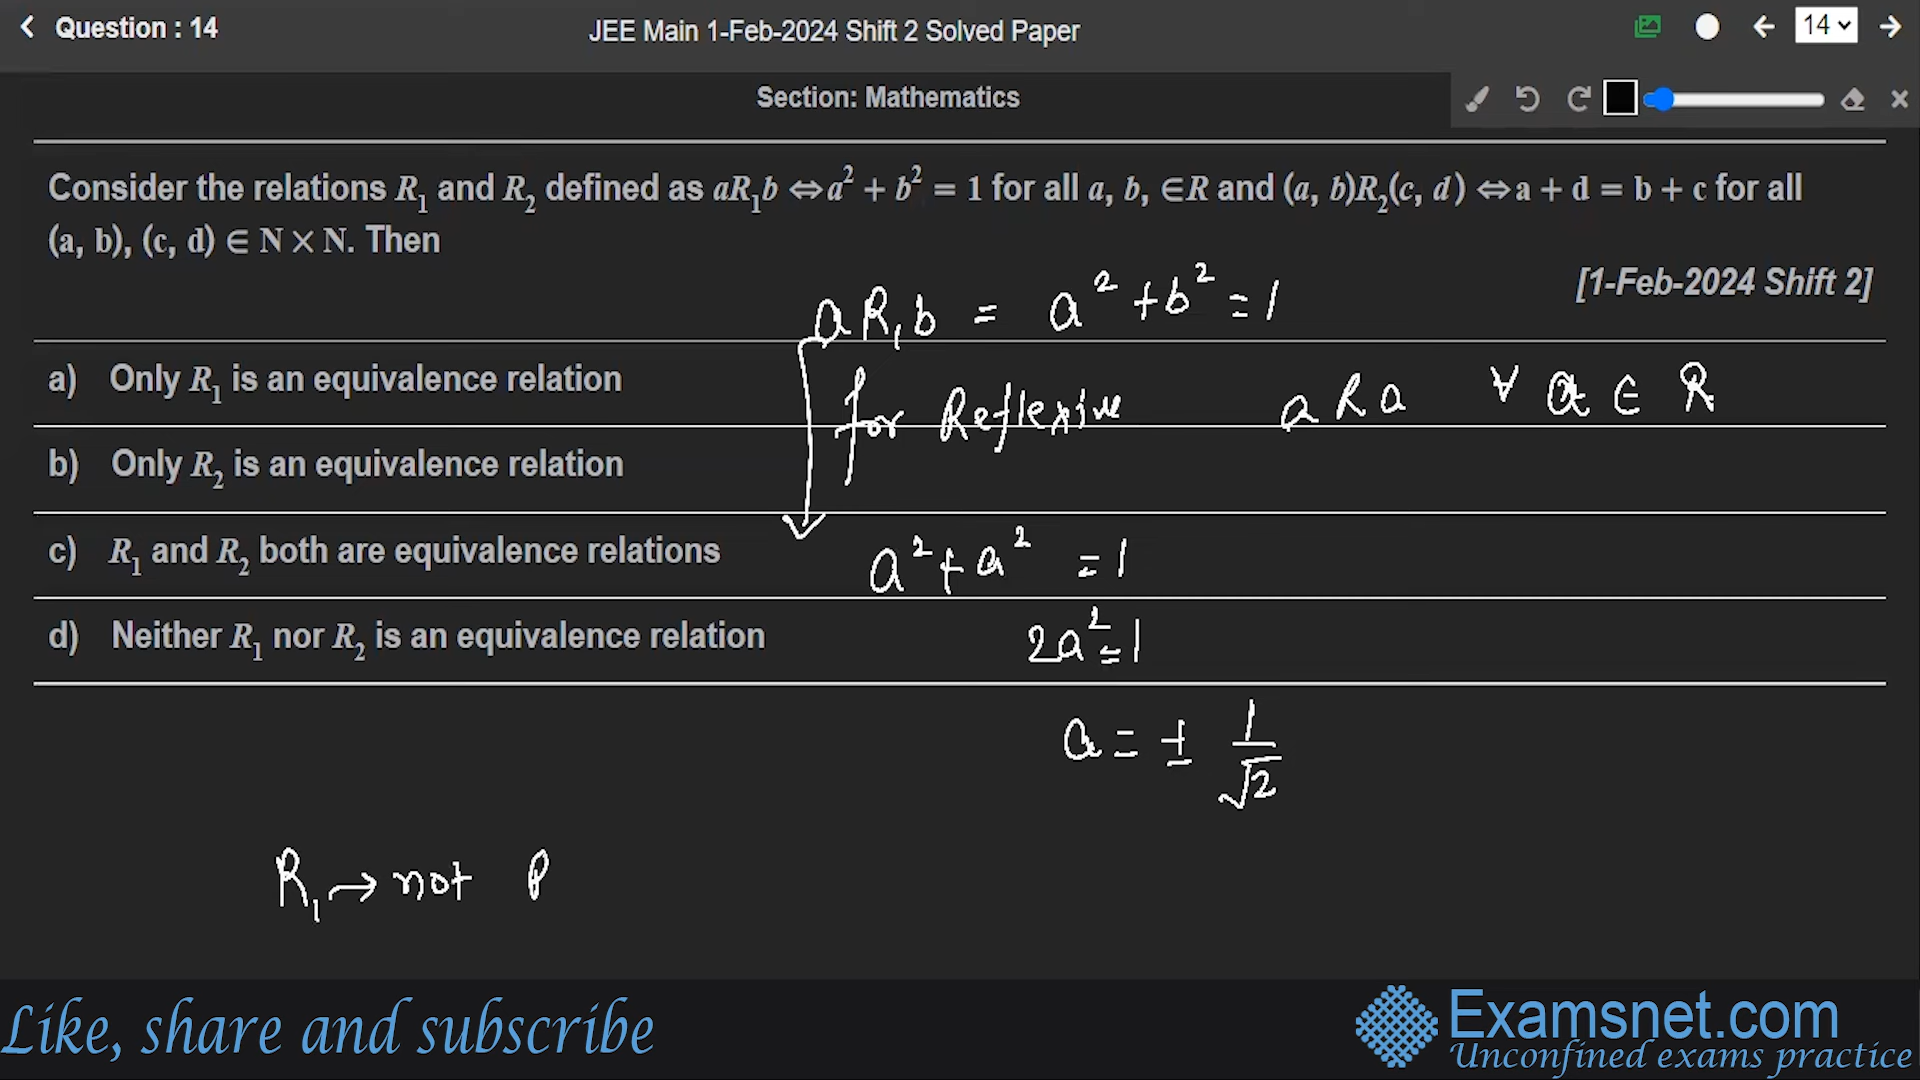 Question : 14
JEE Main 1-Feb-2024 Shift 2 Solved Paper
14
Section: Mathematics
Consider the relations R₁ and R₂ defined as aR₁b ⇔ a² + b² = 1 for all a, b, ∈R and (a, b)R₂(c, d) ⇔ a + d = b + c for all
(a, b), (c, d) ∈ N × N. Then
[1-Feb-2024 Shift 2]
a R₁ b = a² + b² = 1
a) Only R₁ is an equivalence relation
for Reflexive a R a ∀ a ∈ R
b) Only R₂ is an equivalence relation
c) R₁ and R₂ both are equivalence relations
a² + a² = 1
d) Neither R₁ nor R₂ is an equivalence relation
2a² = 1
a = ± 1/√2
R₁ → not
Like, share and subscribe
Examsnet.com
Unconfined exams practice